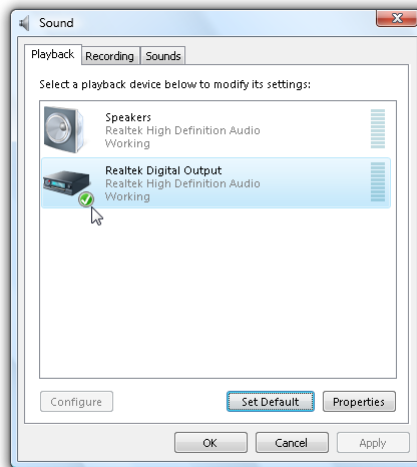 Sound
Playback Recording Sounds
Select a playback device below to modify its settings:
Speakers
Realtek High Definition Audio
Working
Realtek Digital Output
Realtek High Definition Audio
Working
Configure Set Default Properties
OK Cancel Apply